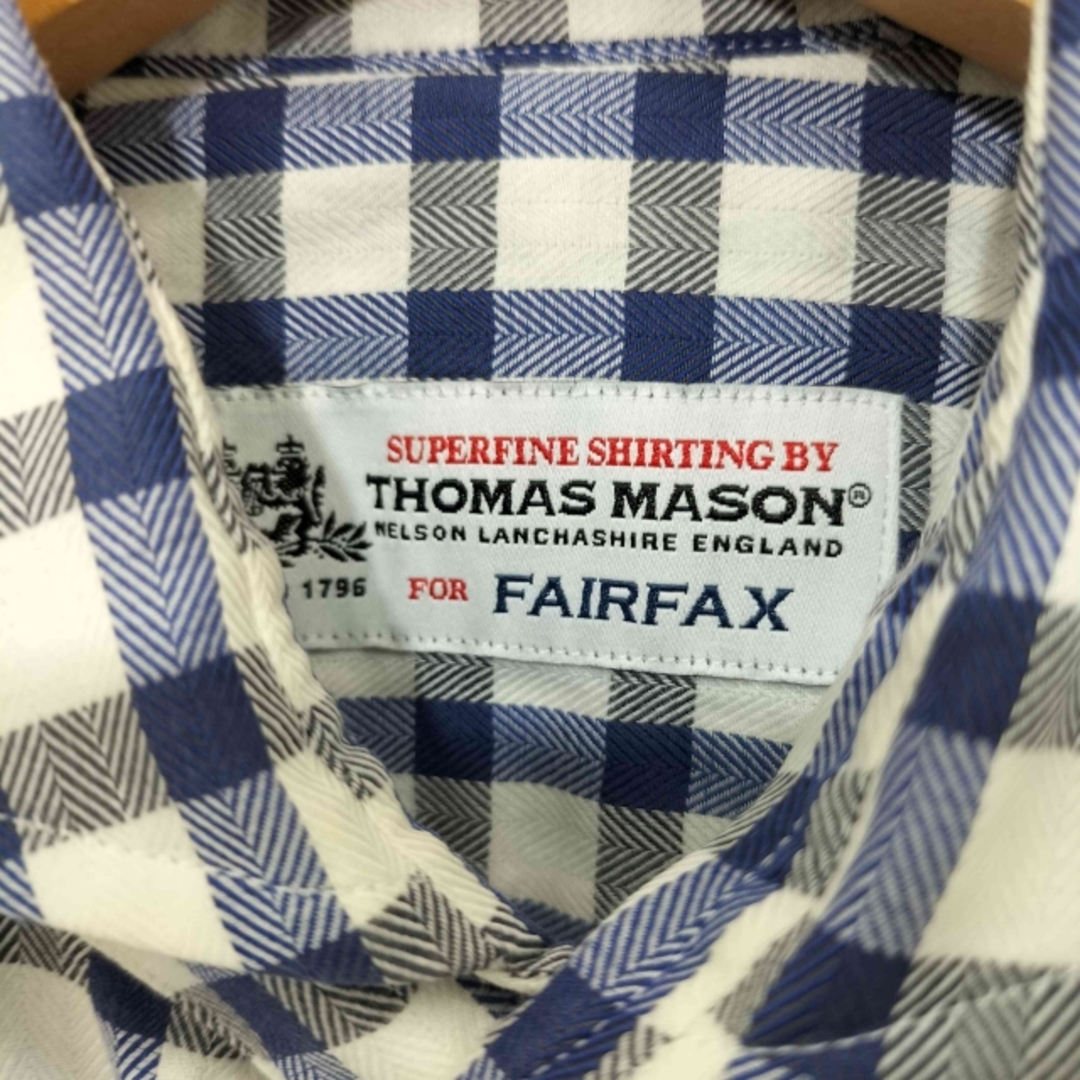 SUPERFINE SHIRTING BY
THOMAS MASON®
NELSON LANCHASHIRE ENGLAND
1796 FOR FAIRFAX